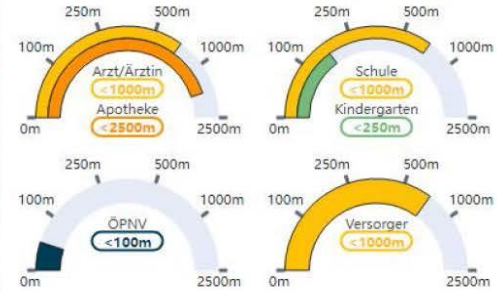 250m 500m
100m 1000m
Arzt/Ärztin
<1000m
Apotheke
<2500m
0m 2500m
250m 500m
100m 1000m
Schule
<1000m
Kindergarten
<250m
0m 2500m
250m 500m
100m 1000m
ÖPNV
<100m
0m 2500m
250m 500m
100m 1000m
Versorger
<1000m
0m 2500m